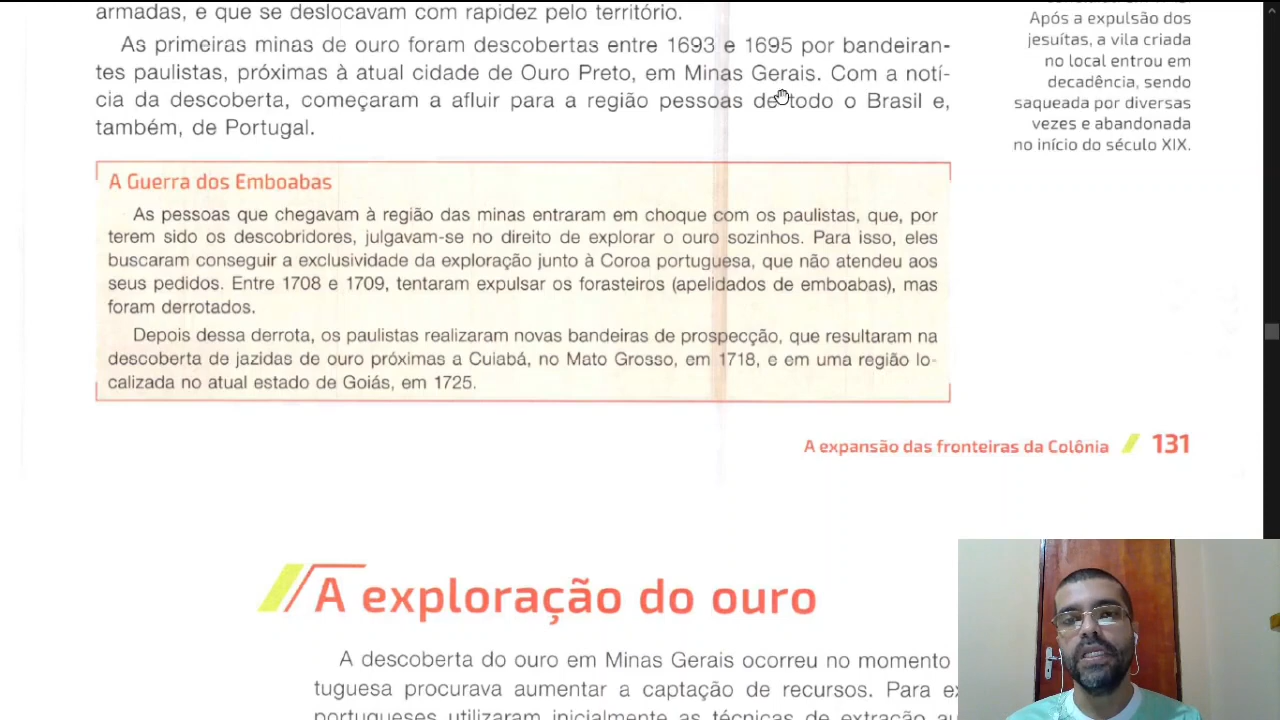 armadas, e que se deslocavam com rapidez pelo território.
As primeiras minas de ouro foram descobertas entre 1693 e 1695 por bandeiran-
tes paulistas, próximas à atual cidade de Ouro Preto, em Minas Gerais. Com a notí-
cia da descoberta, começaram a afluir para a região pessoas de todo o Brasil e,
também, de Portugal.
Após a expulsão dos
jesuítas, a vila criada
no local entrou em
decadência, sendo
saqueada por diversas
vezes e abandonada
no início do século XIX.
A Guerra dos Emboabas
As pessoas que chegavam à região das minas entraram em choque com os paulistas, que, por
terem sido os descobridores, julgavam-se no direito de explorar o ouro sozinhos. Para isso, eles
buscaram conseguir a exclusividade da exploração junto à Coroa portuguesa, que não atendeu aos
seus pedidos. Entre 1708 e 1709, tentaram expulsar os forasteiros (apelidados de emboabas), mas
foram derrotados.
Depois dessa derrota, os paulistas realizaram novas bandeiras de prospecção, que resultaram na
descoberta de jazidas de ouro próximas a Cuiabá, no Mato Grosso, em 1718, e em uma região lo-
calizada no atual estado de Goiás, em 1725.
A expansão das fronteiras da Colônia 131
A exploração do ouro
A descoberta do ouro em Minas Gerais ocorreu no momento
tuguesa procurava aumentar a captação de recursos. Para ex
portugueses utilizaram inicialmente as técnicas de extração au